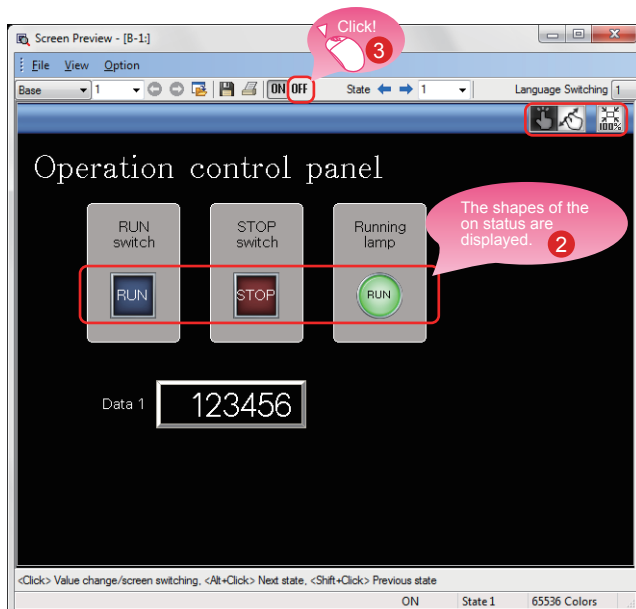 Click!
3
Screen Preview - [B-1:]
File View Option
Base 1 ON OFF State 1 Language Switching 1
100%
Operation control panel
RUN switch
STOP switch
Running lamp
The shapes of the on status are displayed. 2
RUN STOP RUN
Data 1 123456
<Click> Value change/screen switching, <Alt+Click> Next state, <Shift+Click> Previous state
ON State 1 65536 Colors